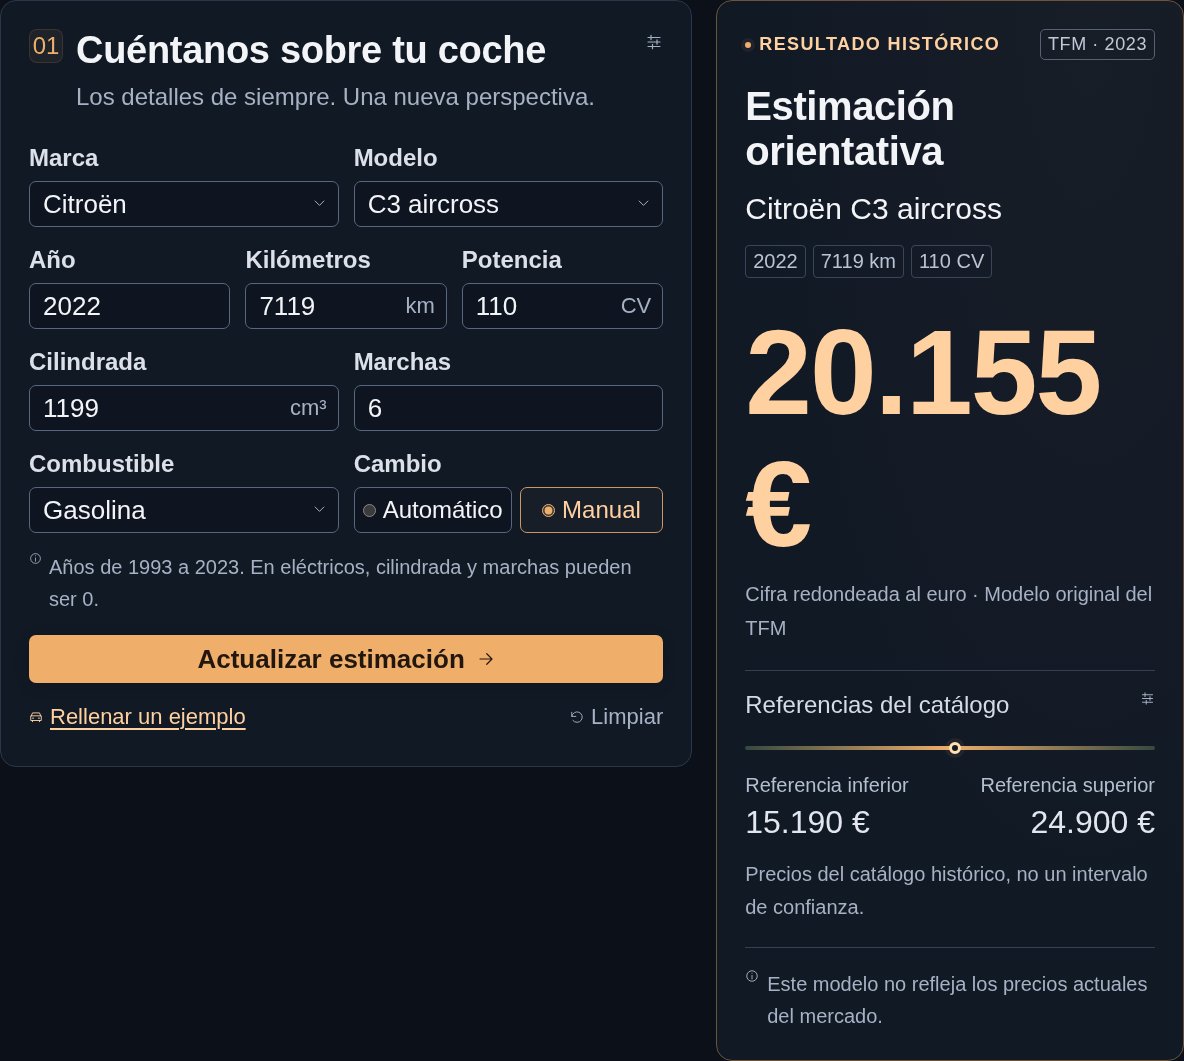 01
Cuéntanos sobre tu coche
Los detalles de siempre. Una nueva perspectiva.
Marca
Modelo
Citroën
C3 aircross
Año
Kilómetros
Potencia
2022
7119 km
110 CV
Cilindrada
Marchas
1199 cm³
6
Combustible
Cambio
Gasolina
Automático
Manual
Años de 1993 a 2023. En eléctricos, cilindrada y marchas pueden
ser 0.
Actualizar estimación →
Rellenar un ejemplo
Limpiar
RESULTADO HISTÓRICO
TFM · 2023
Estimación
orientativa
Citroën C3 aircross
2022
7119 km
110 CV
20.155
€
Cifra redondeada al euro · Modelo original del
TFM
Referencias del catálogo
Referencia inferior
Referencia superior
15.190 €
24.900 €
Precios del catálogo histórico, no un intervalo
de confianza.
Este modelo no refleja los precios actuales
del mercado.